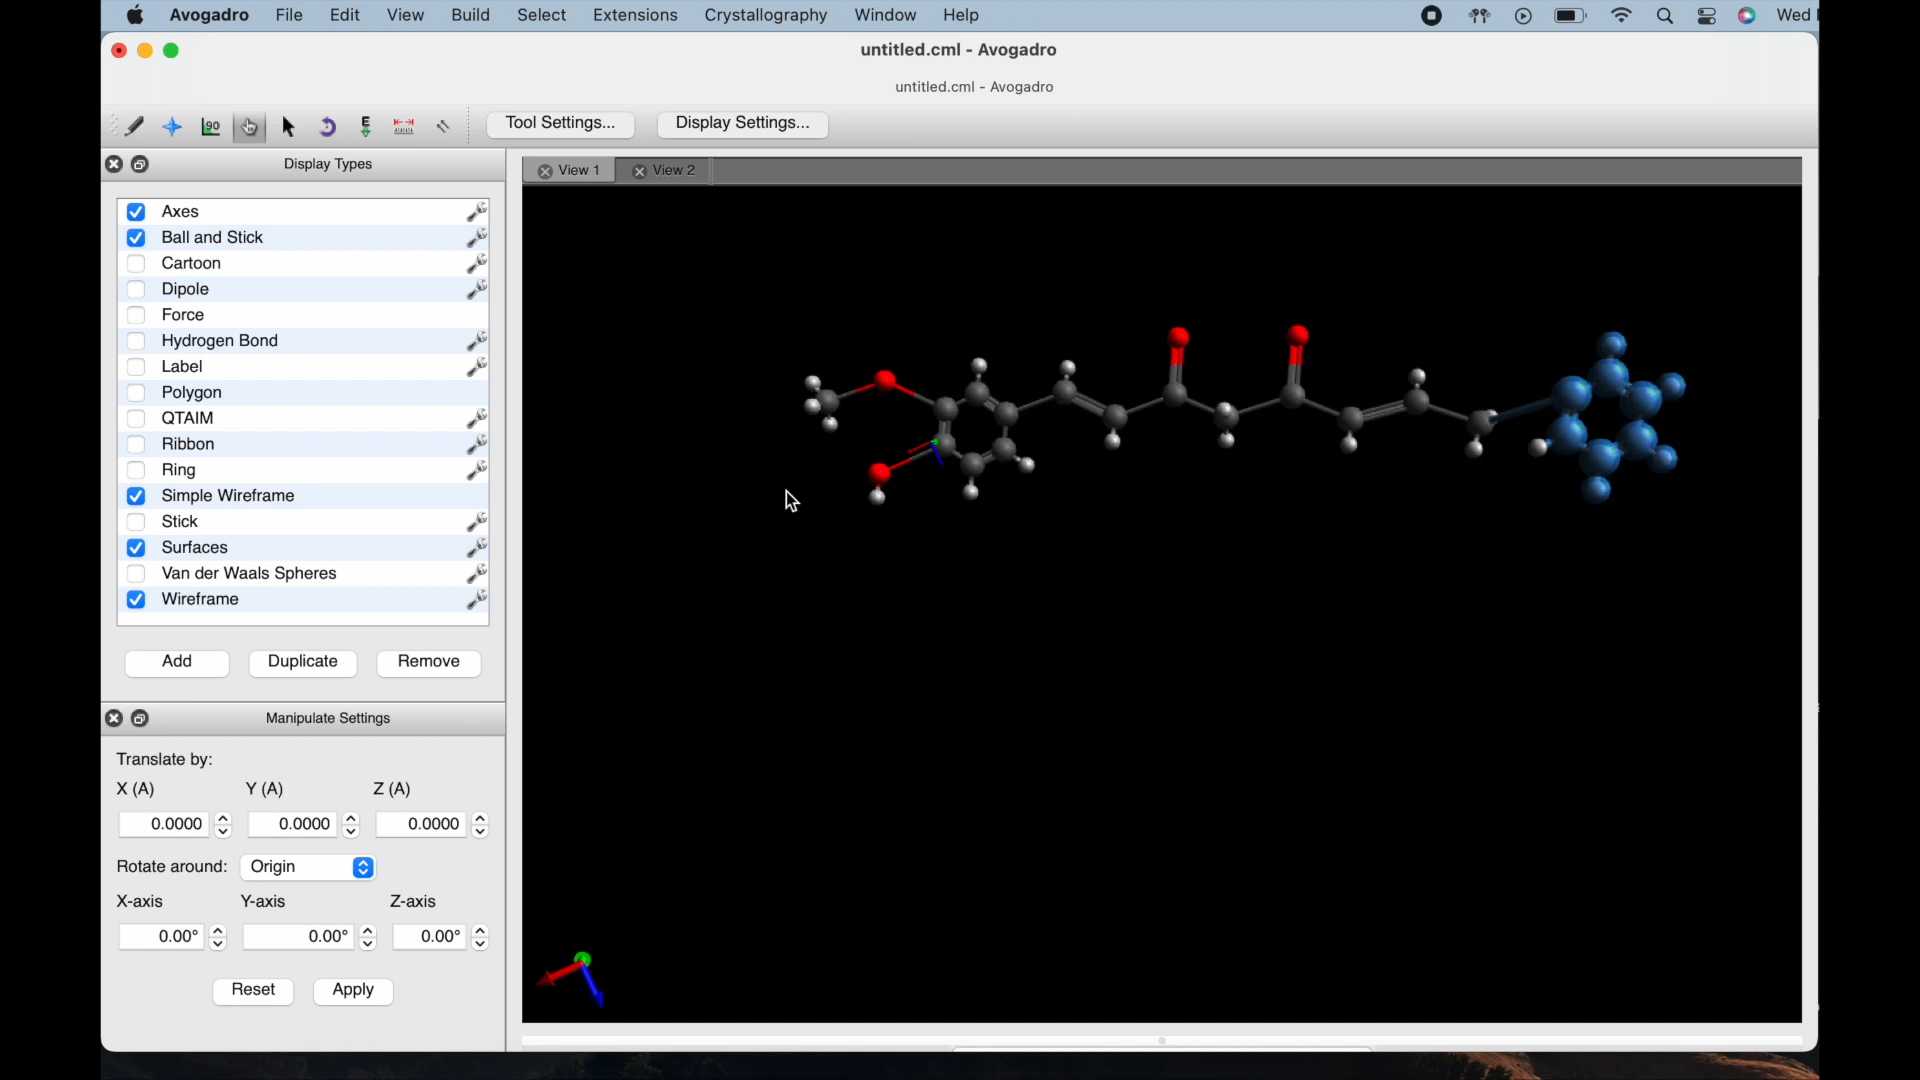 Avogadro File Edit View Build Select Extensions Crystallography Window Help Wed
untitled.cml - Avogadro
untitled.cml - Avogadro
90 E Tool Settings... Display Settings...
Display Types
View 1 View 2
Axes
Ball and Stick
Cartoon
Dipole
Force
Hydrogen Bond
Label
Polygon
QTAIM
Ribbon
Ring
Simple Wireframe
Stick
Surfaces
Van der Waals Spheres
Wireframe
Add Duplicate Remove
Manipulate Settings
Translate by:
X (A) Y (A) Z (A)
0.0000 0.0000 0.0000
Rotate around: Origin
X-axis Y-axis Z-axis
0.00° 0.00° 0.00°
Reset Apply